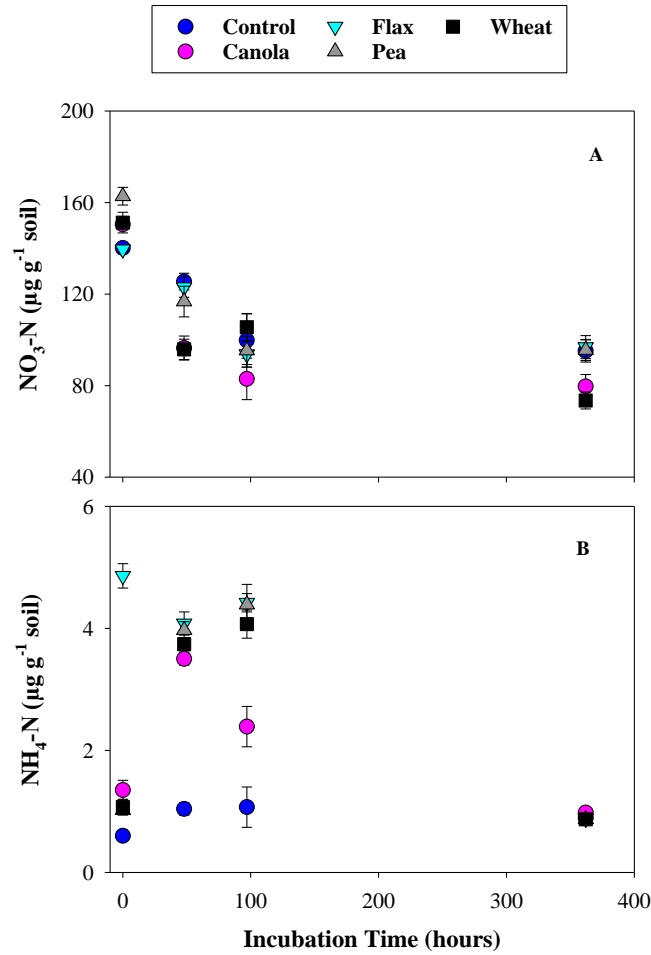 Control Flax Wheat
Canola Pea
200
160
120
80
40
NO₃-N (µg g⁻¹ soil)
A
6
4
2
0
NH₄-N (µg g⁻¹ soil)
B
0 100 200 300 400
Incubation Time (hours)